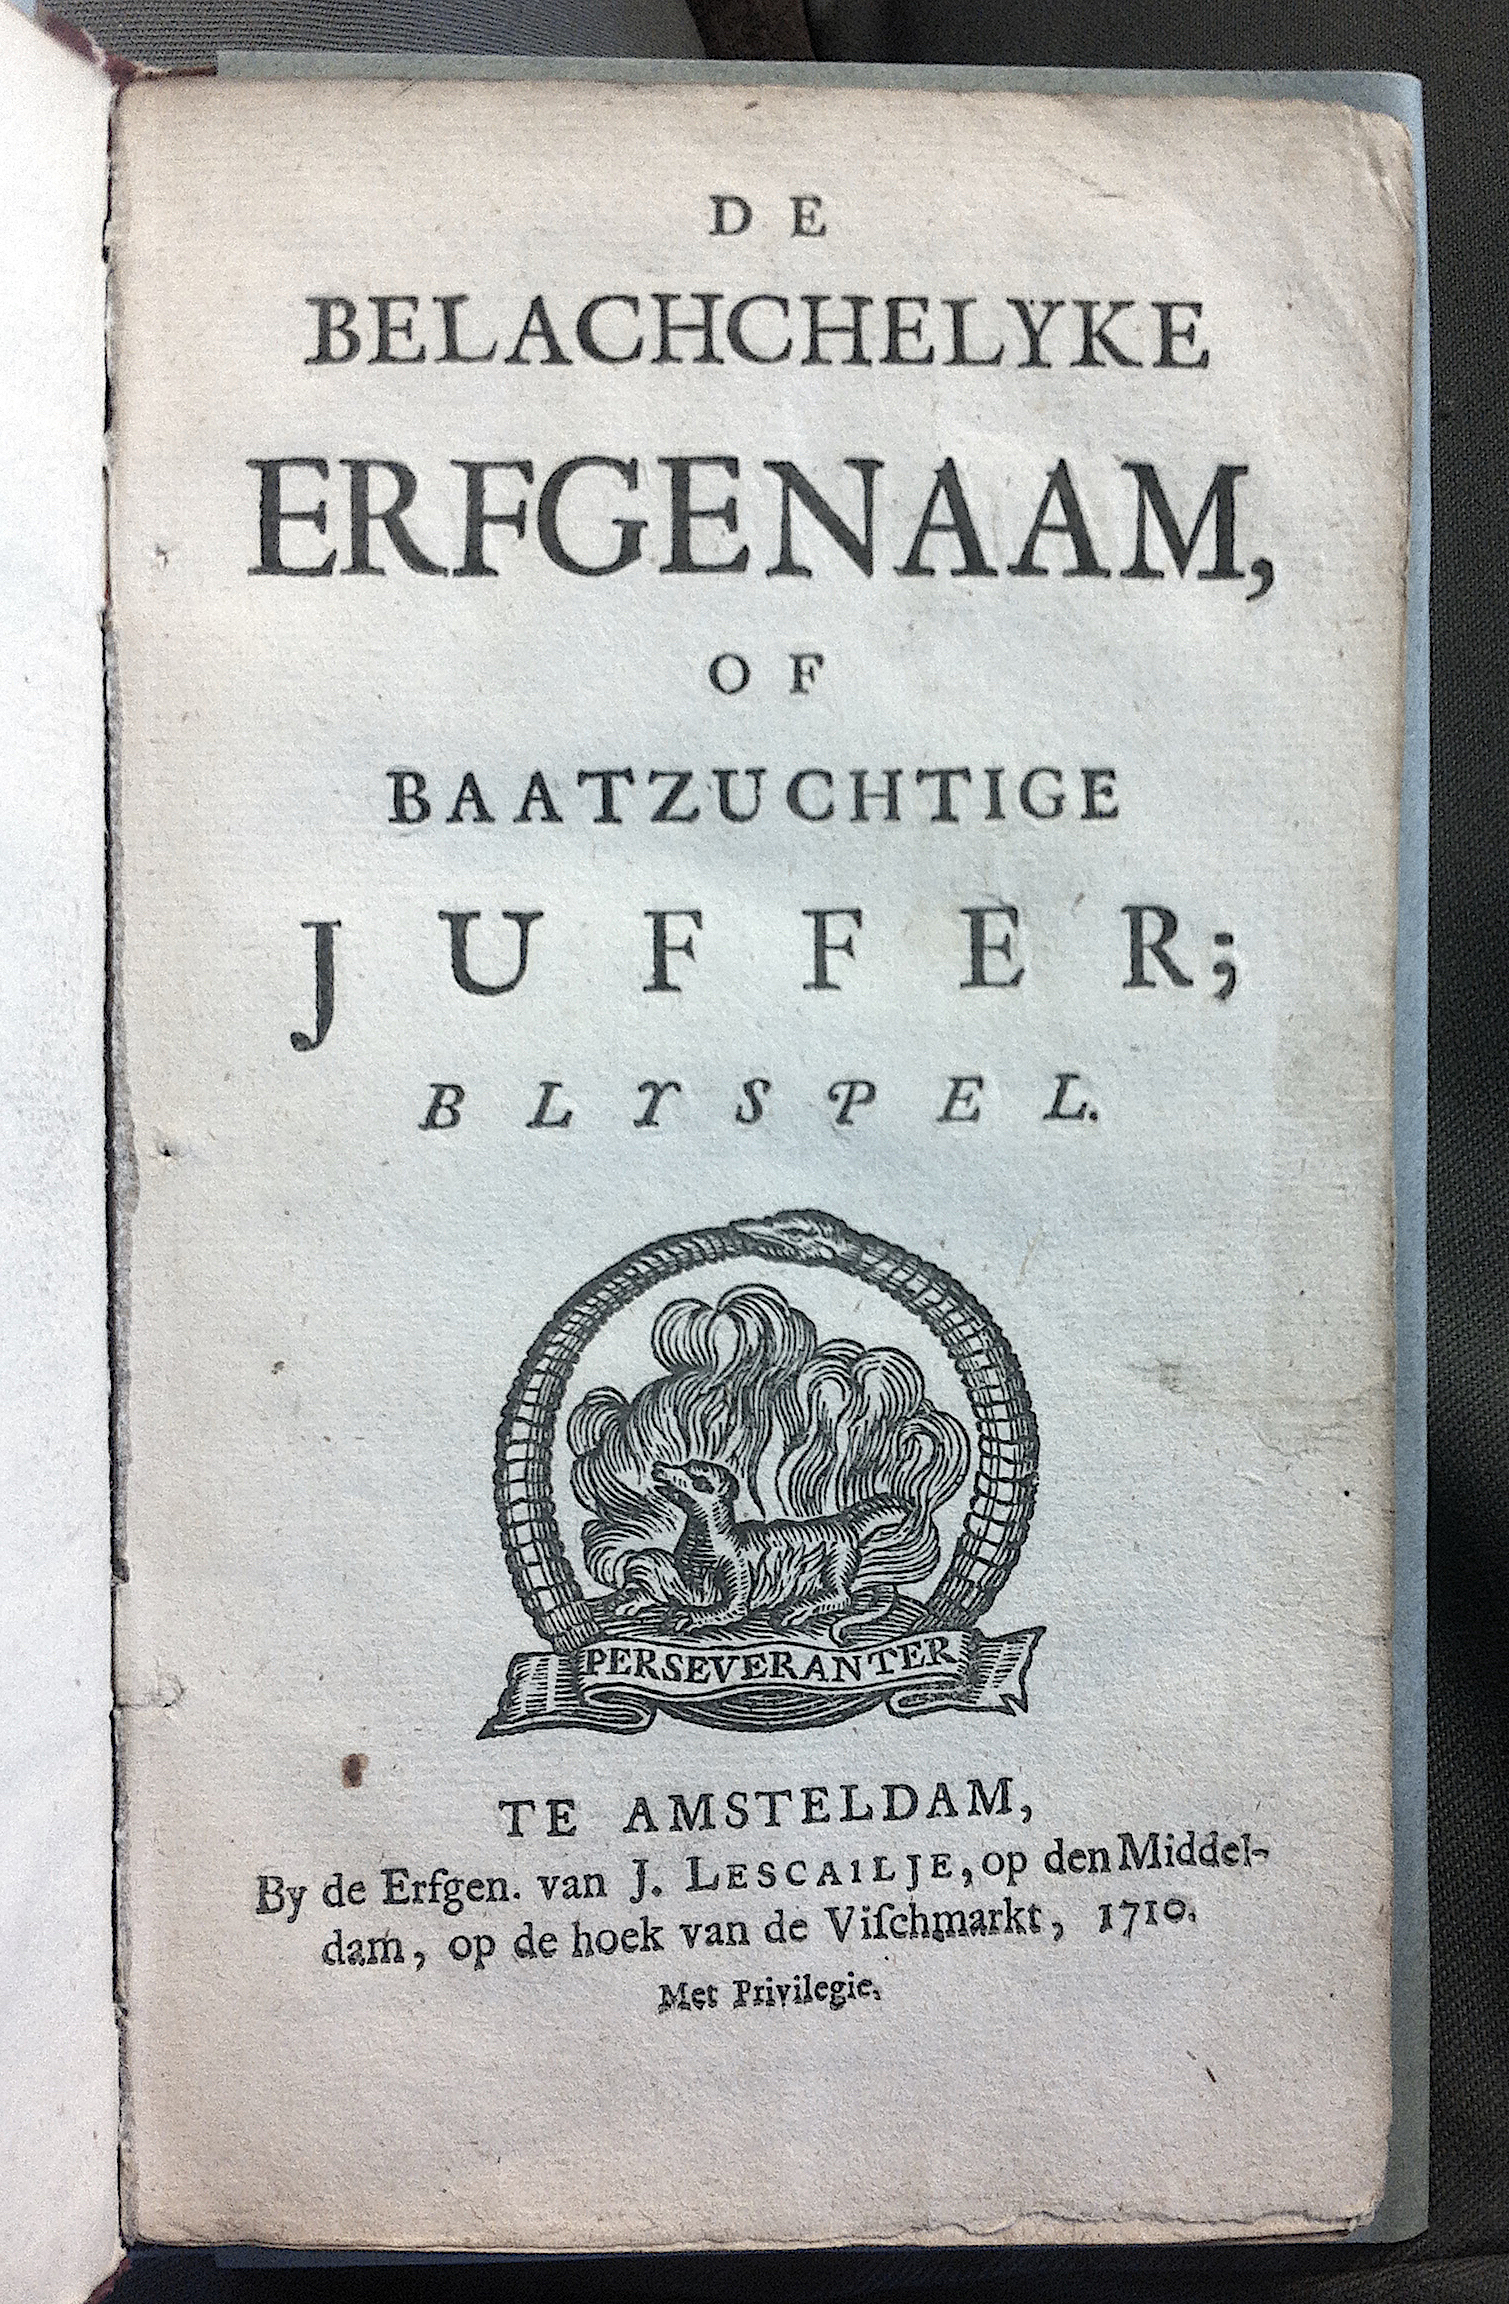 DE
BELACHCHELYKE
ERFGENAAM,
OF
BAATZUCHTIGE
JUFFER;
BLYSPEL.
PERSEVERANTER
TE AMSTELDAM,
By de Erfgen. van J. LESCAILJE, op den Middel-
dam, op de hoek van de Viſchmarkt, 1710.
Met Privilegie.